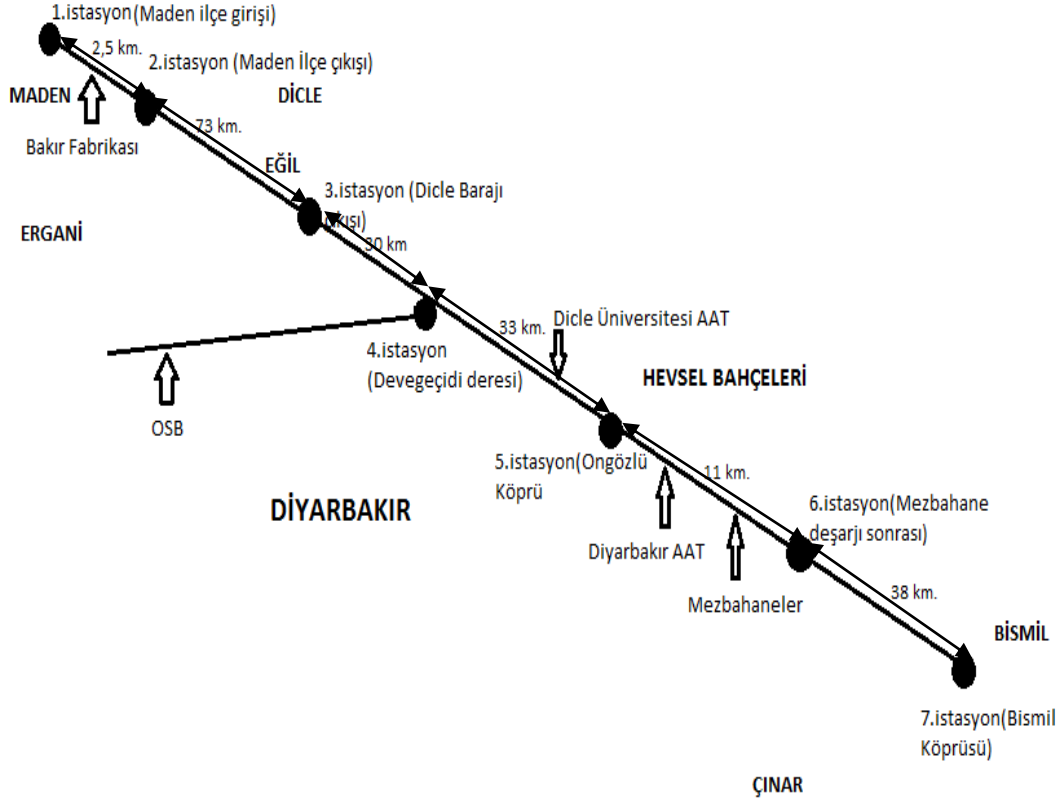 1.istasyon(Maden ilçe girişi)
2,5 km.
2.istasyon (Maden İlçe çıkışı)
MADEN
DİCLE
Bakır Fabrikası
73 km.
EĞİL
3.istasyon (Dicle Barajı
ERGANİ
30 km
33 km.
Dicle Üniversitesi AAT
4.istasyon
(Devegeçidi deresi)
HEVSEL BAHÇELERİ
OSB
5.istasyon(Ongözlü
Köprü
11 km.
DİYARBAKIR
6.istasyon(Mezbahane
deşarjı sonrası)
Diyarbakır AAT
Mezbahaneler
38 km.
BİSMİL
7.istasyon(Bismil
Köprüsü)
ÇINAR